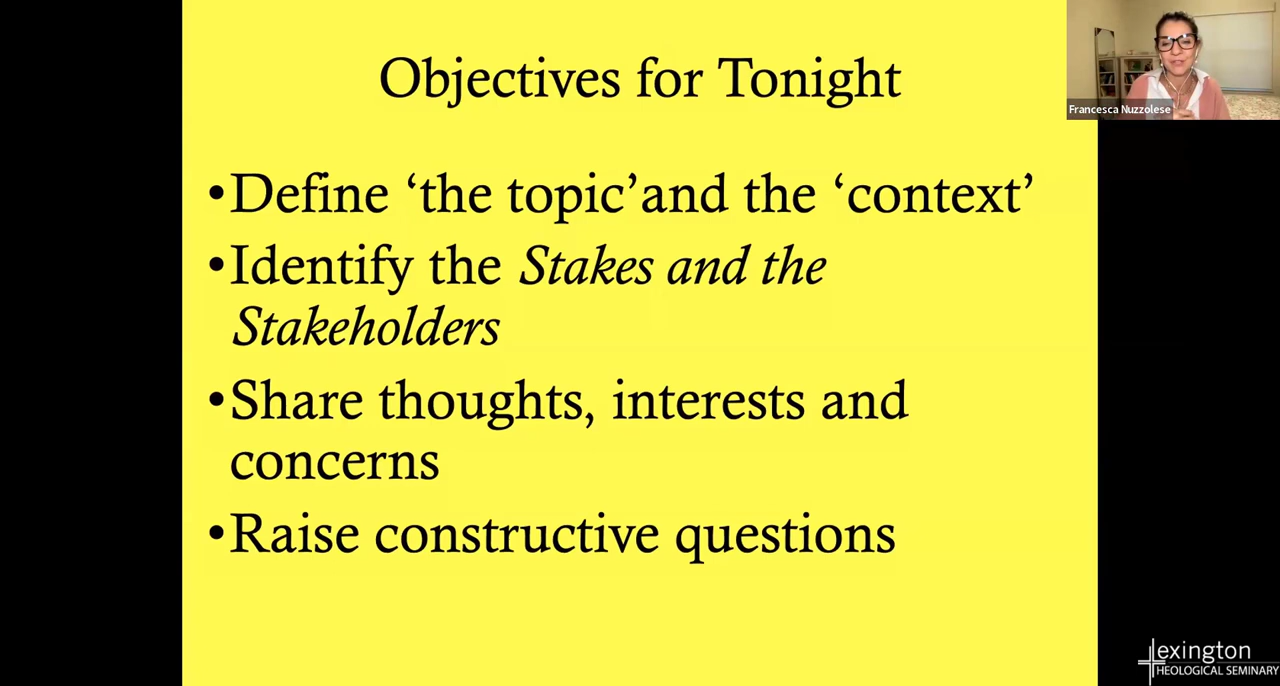 Objectives for Tonight
•Define ‘the topic’and the ‘context’
•Identify the Stakes and the
Stakeholders
•Share thoughts, interests and
concerns
•Raise constructive questions
Francesca Nuzzolese
Lexington
THEOLOGICAL SEMINARY